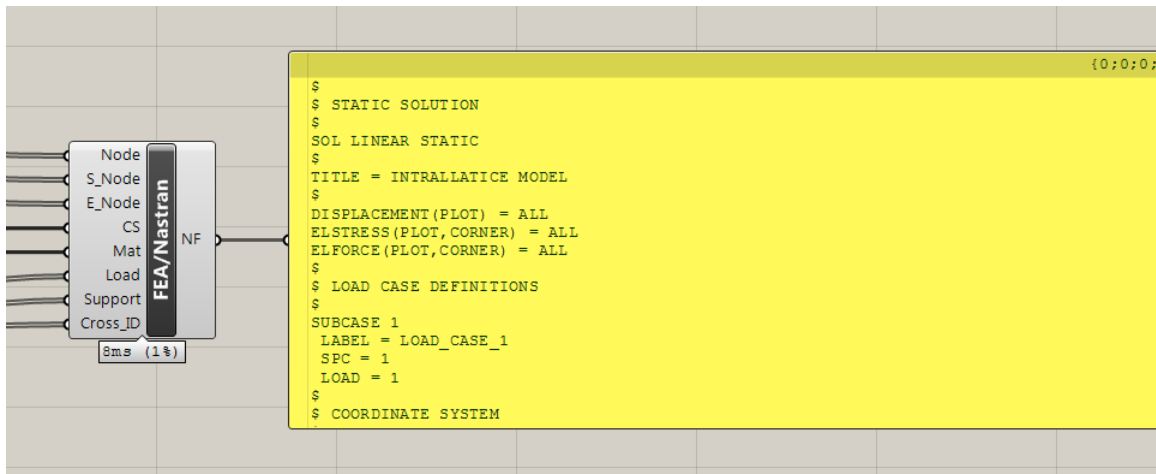 Node
S_Node
E_Node
CS
Mat
Load
Support
Cross_ID
FEA/Nastran
NF
8ms (1%)
{0;0;0;
$
$ STATIC SOLUTION
$
SOL LINEAR STATIC
$
TITLE = INTRALLATICE MODEL
$
DISPLACEMENT(PLOT) = ALL
ELSTRESS(PLOT,CORNER) = ALL
ELFORCE(PLOT,CORNER) = ALL
$
$ LOAD CASE DEFINITIONS
$
SUBCASE 1
LABEL = LOAD_CASE_1
SPC = 1
LOAD = 1
$
$ COORDINATE SYSTEM